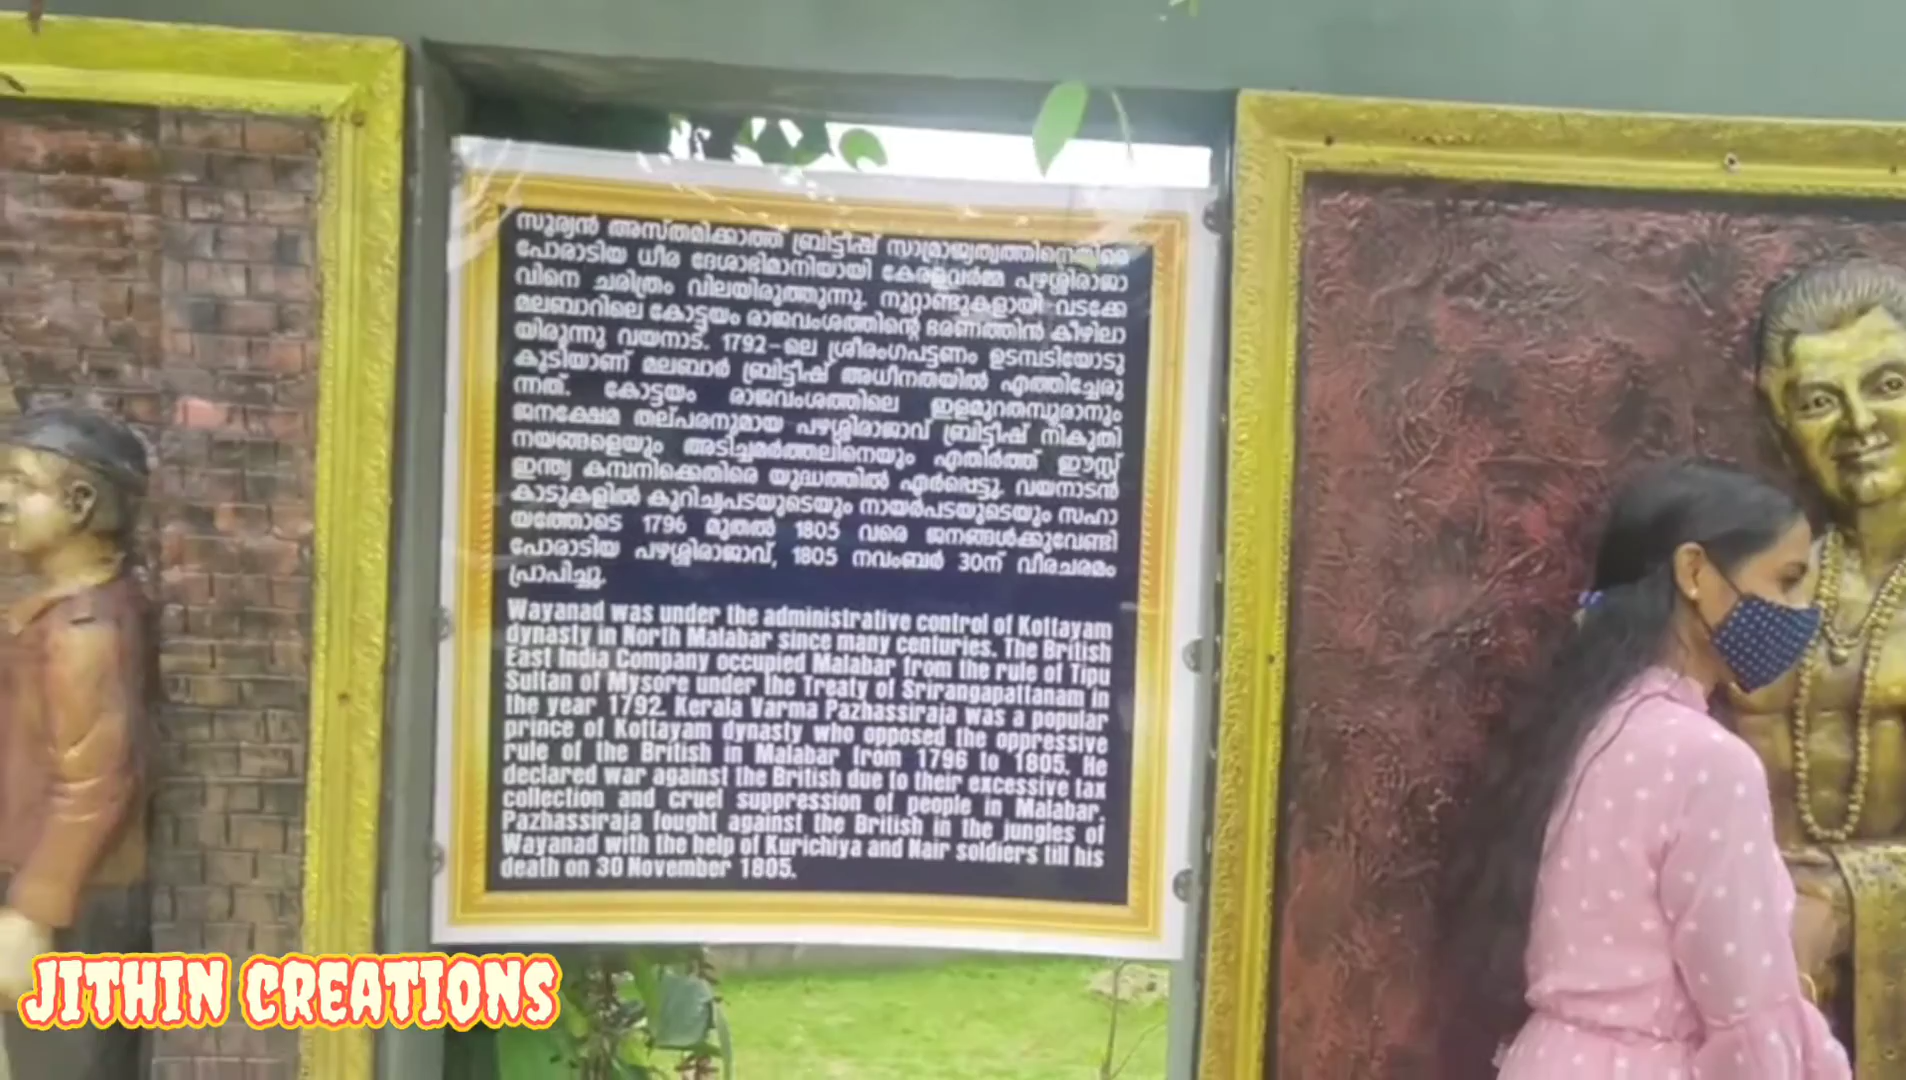 സൂര്യൻ അസ്തമിക്കാത്ത ബ്രിട്ടീഷ് സാമ്രാജ്യത്വത്തിനെതിരെ
പോരാടിയ ധീര ദേശാഭിമാനിയായി കേരളവർമ്മ പഴശ്ശിരാജാ
വിനെ ചരിത്രം വിലയിരുത്തുന്നു. നൂറ്റാണ്ടുകളായി വടക്കേ
മലബാറിലെ കോട്ടയം രാജവംശത്തിന്റെ ഭരണത്തിൻ കീഴിലാ
യിരുന്നു വയനാട്. 1792-ലെ ശ്രീരംഗപട്ടണം ഉടമ്പടിയോടു
കൂടിയാണ് മലബാർ ബ്രിട്ടീഷ് അധീനതയിൽ എത്തിച്ചേരു
ന്നത്. കോട്ടയം രാജവംശത്തിലെ ഇളമുറതമ്പുരാനും
ജനക്ഷേമ തല്പരനുമായ പഴശ്ശിരാജാവ് ബ്രിട്ടീഷ് നികുതി
നയങ്ങളെയും അടിച്ചമർത്തലിനെയും എതിർത്ത് ഈസ്റ്റ്
ഇന്ത്യ കമ്പനിക്കെതിരെ യുദ്ധത്തിൽ ഏർപ്പെട്ടു. വയനാടൻ
കാടുകളിൽ കുറിച്യപടയുടെയും നായർപടയുടെയും സഹാ
യത്തോടെ 1796 മുതൽ 1805 വരെ ജനങ്ങൾക്കുവേണ്ടി
പോരാടിയ പഴശ്ശിരാജാവ്, 1805 നവംബർ 30ന് വീരചരമം
പ്രാപിച്ചു.
Wayanad was under the administrative control of Kottayam
dynasty in North Malabar since many centuries. The British
East India Company occupied Malabar from the rule of Tipu
Sultan of Mysore under the Treaty of Srirangapattanam in
the year 1792. Kerala Varma Pazhassiraja was a popular
prince of Kottayam dynasty who opposed the oppressive
rule of the British in Malabar from 1796 to 1805. He
declared war against the British due to their excessive tax
collection and cruel suppression of people in Malabar.
Pazhassiraja fought against the British in the jungles of
Wayanad with the help of Kurichiya and Nair soldiers till his
death on 30 November 1805.
JITHIN CREATIONS